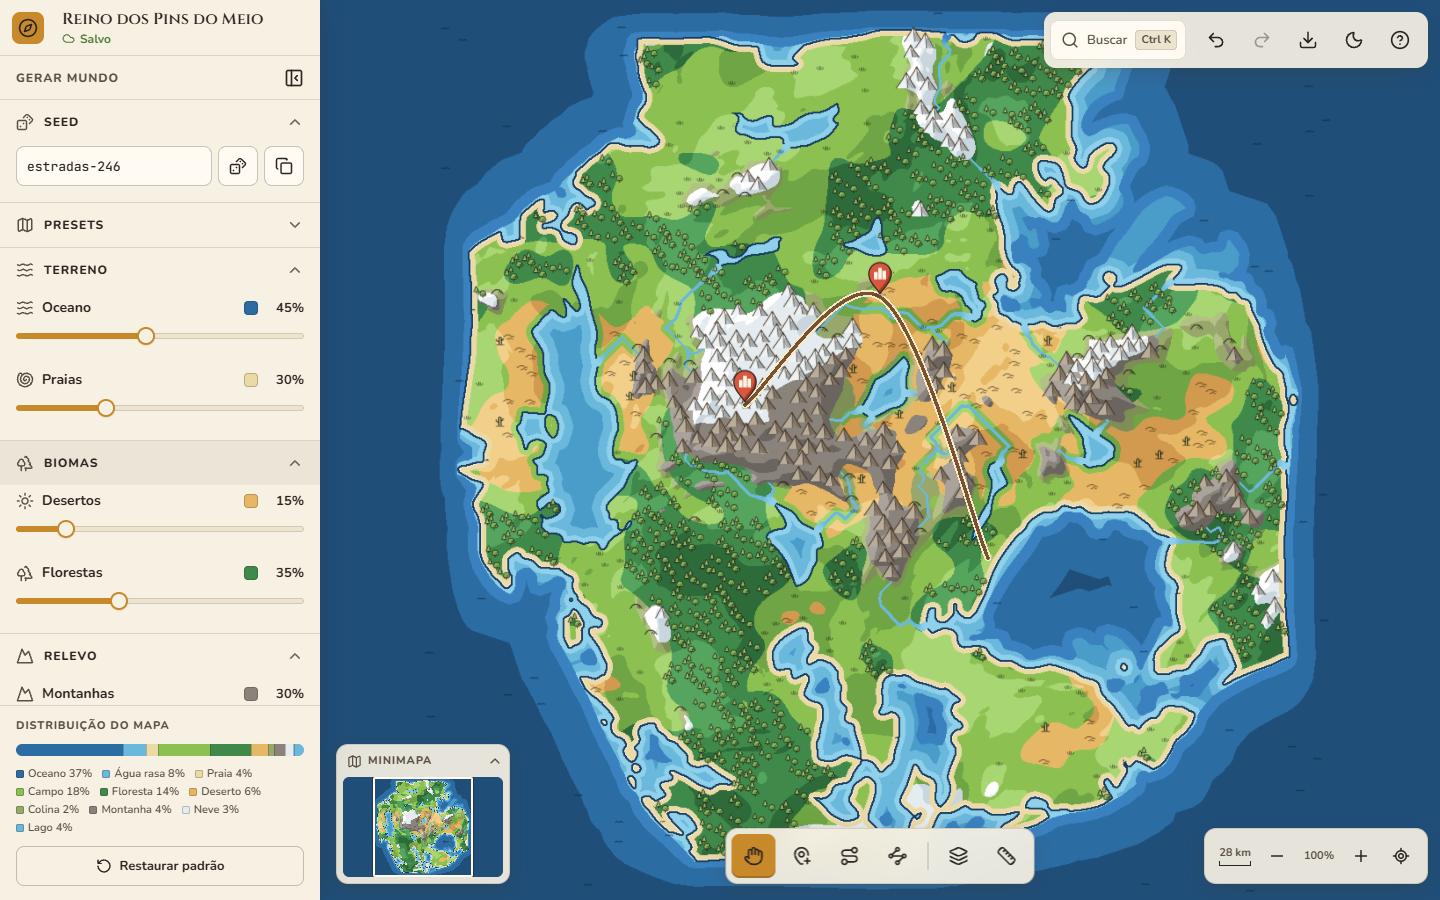 Reino dos Pins do Meio
Salvo
GERAR MUNDO
SEED
estradas-246
PRESETS
TERRENO
Oceano 45%
Praias 30%
BIOMAS
Desertos 15%
Florestas 35%
RELEVO
Montanhas 30%
DISTRIBUIÇÃO DO MAPA
Oceano 37% Água rasa 8% Praia 4%
Campo 18% Floresta 14% Deserto 6%
Colina 2% Montanha 4% Neve 3%
Lago 4%
Restaurar padrão
Buscar Ctrl K
MINIMAPA
28 km
100%